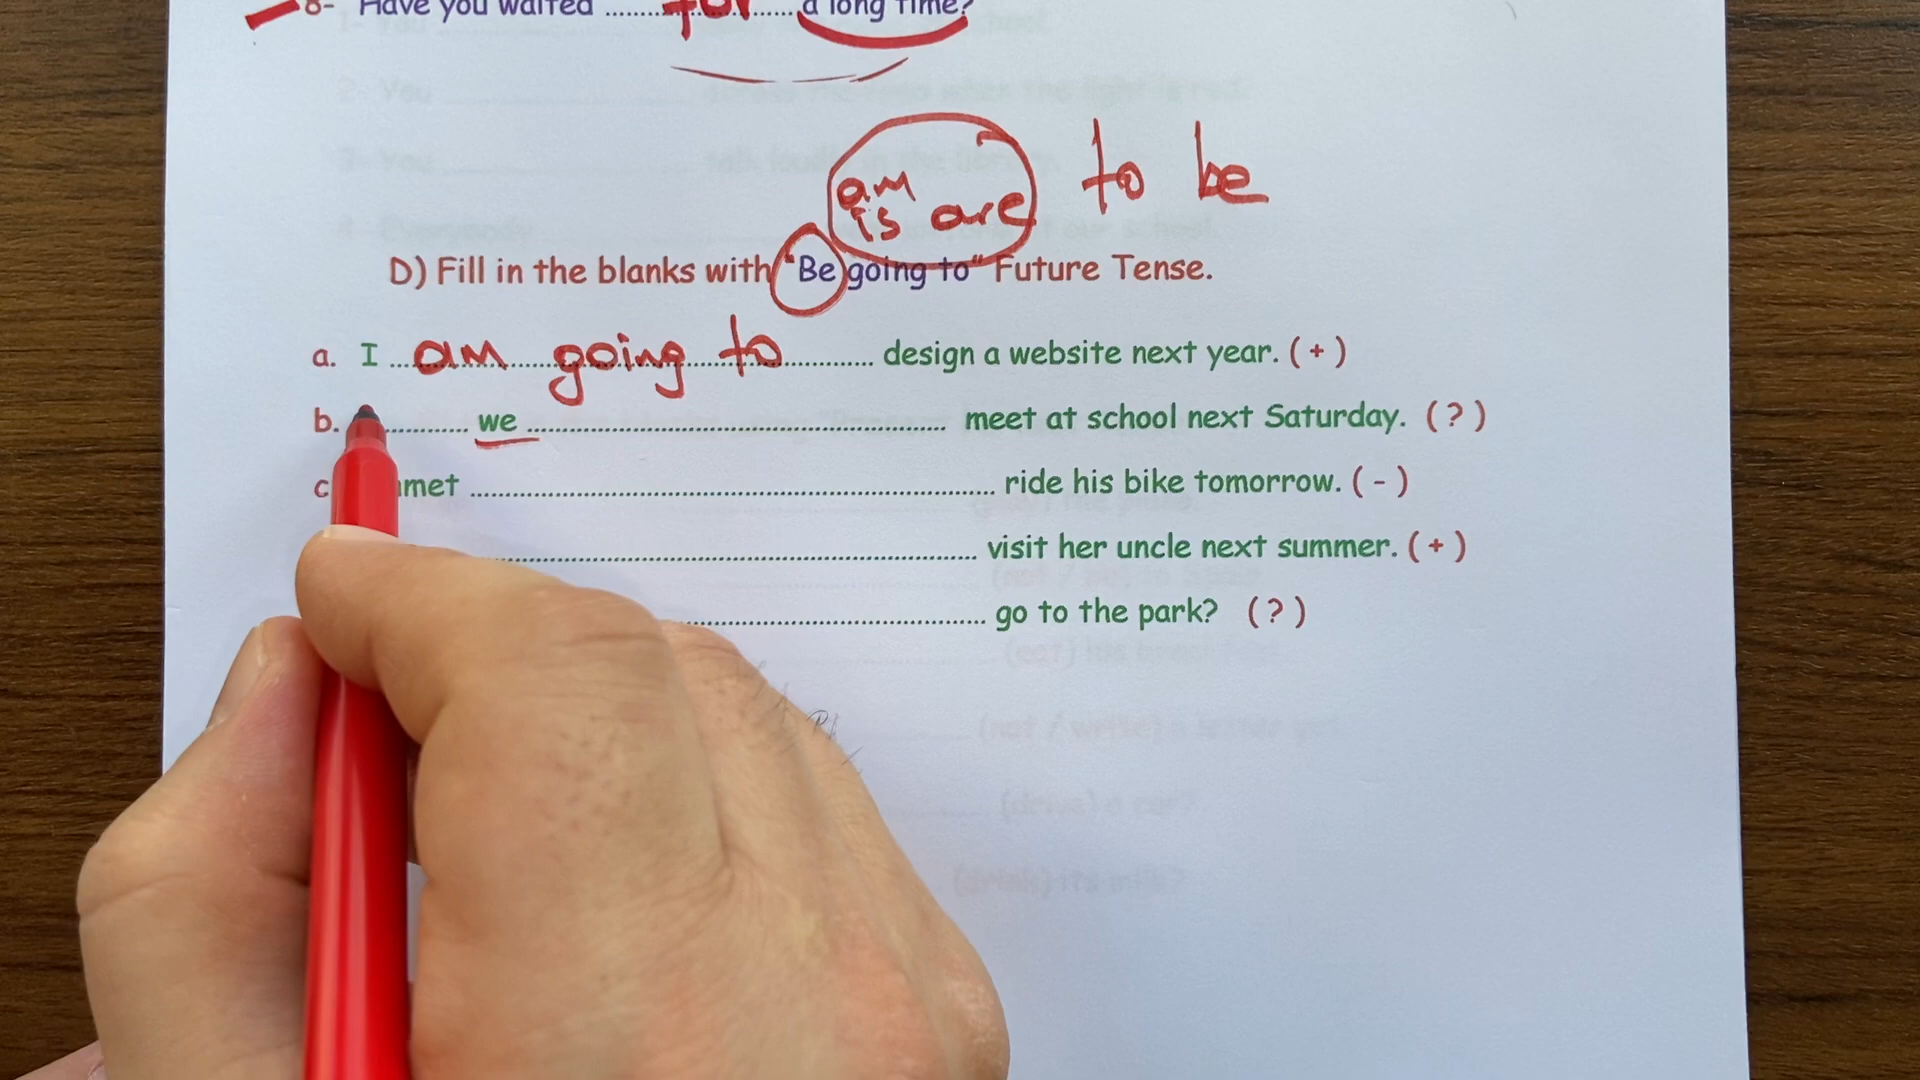 8- Have you waited ........for........ a long time?
am to be
is are
D) Fill in the blanks with "Be going to" Future Tense.
a. I ...am...going...to............ design a website next year. ( + )
b. ............ we ............................................ meet at school next Saturday. ( ? )
c ............................................ ride his bike tomorrow. ( - )
............................................ visit her uncle next summer. ( + )
............................................ go to the park? ( ? )